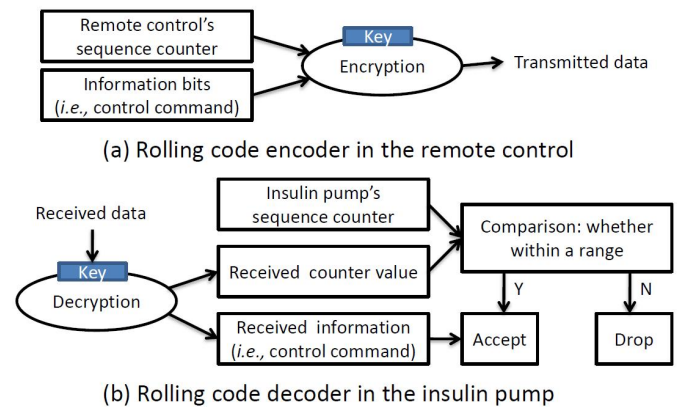 Remote control's
sequence counter
Key
Encryption
Transmitted data
Information bits
(i.e., control command)
(a) Rolling code encoder in the remote control
Received data
Key
Decryption
Insulin pump's
sequence counter
Received counter value
Received information
(i.e., control command)
Comparison: whether
within a range
Y
N
Accept
Drop
(b) Rolling code decoder in the insulin pump